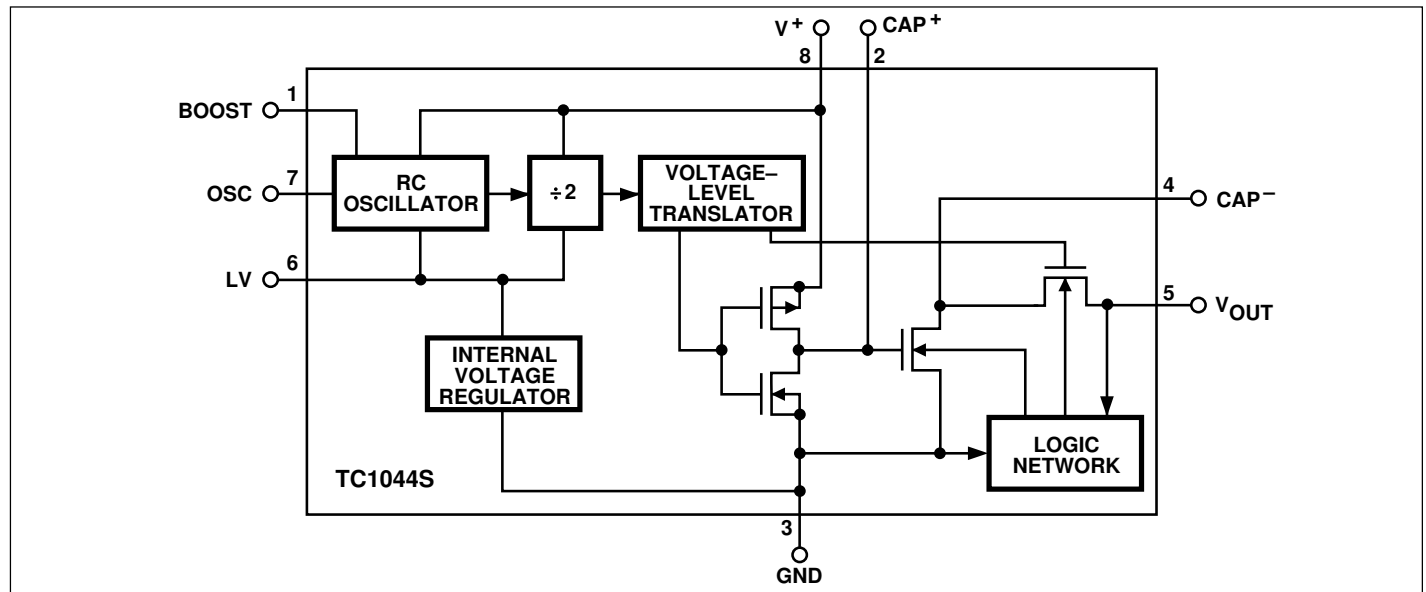 V+
CAP+
8
2
1
BOOST
7
OSC
RC
OSCILLATOR
÷2
VOLTAGE–
LEVEL
TRANSLATOR
4
CAP–
6
LV
5
VOUT
INTERNAL
VOLTAGE
REGULATOR
LOGIC
NETWORK
TC1044S
3
GND